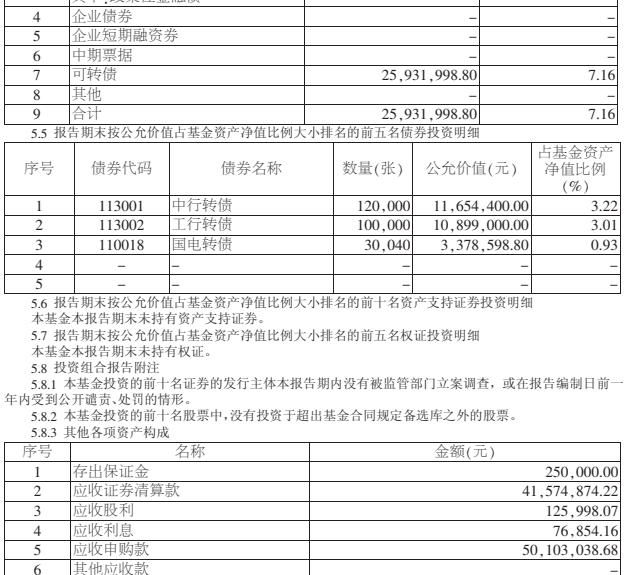 4 企业债券 – –
5 企业短期融资券 – –
6 中期票据 – –
7 可转债 25,931,998.80 7.16
8 其他 – –
9 合计 25,931,998.80 7.16
5.5 报告期末按公允价值占基金资产净值比例大小排名的前五名债券投资明细
序号 债券代码 债券名称 数量(张) 公允价值(元) 占基金资产净值比例(%)
1 113001 中行转债 120,000 11,654,400.00 3.22
2 113002 工行转债 100,000 10,899,000.00 3.01
3 110018 国电转债 30,040 3,378,598.80 0.93
4 – – – – –
5 – – – – –
5.6 报告期末按公允价值占基金资产净值比例大小排名的前十名资产支持证券投资明细
本基金本报告期末未持有资产支持证券。
5.7 报告期末按公允价值占基金资产净值比例大小排名的前五名权证投资明细
本基金本报告期末未持有权证。
5.8 投资组合报告附注
5.8.1 本基金投资的前十名证券的发行主体本报告期内没有被监管部门立案调查，或在报告编制日前一
年内受到公开谴责、处罚的情形。
5.8.2 本基金投资的前十名股票中,没有投资于超出基金合同规定备选库之外的股票。
5.8.3 其他各项资产构成
序号 名称 金额(元)
1 存出保证金 250,000.00
2 应收证券清算款 41,574,874.22
3 应收股利 125,998.07
4 应收利息 76,854.16
5 应收申购款 50,103,038.68
6 其他应收款 –